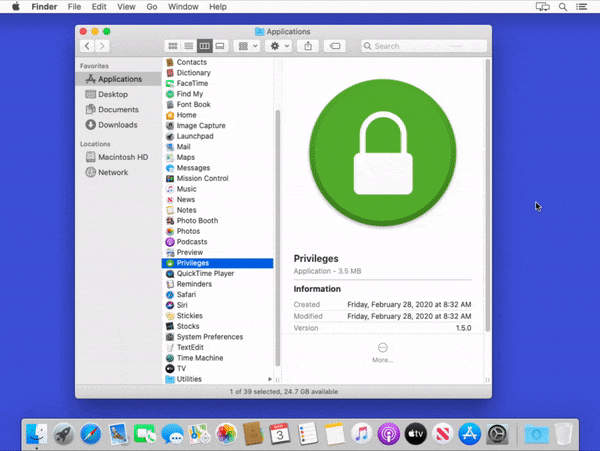 Finder File Edit View Go Window Help
Applications
Search
Favorites
Applications
Desktop
Documents
Downloads
Locations
Macintosh HD
Network
Contacts
Dictionary
FaceTime
Find My
Font Book
Home
Image Capture
Launchpad
Mail
Maps
Messages
Mission Control
Music
News
Notes
Photo Booth
Photos
Podcasts
Preview
Privileges
QuickTime Player
Reminders
Safari
Siri
Stickies
Stocks
System Preferences
TextEdit
Time Machine
TV
Utilities
Privileges
Application - 3.5 MB
Information
Created Friday, February 28, 2020 at 8:32 AM
Modified Friday, February 28, 2020 at 8:32 AM
Version 1.5.0
More...
1 of 39 selected, 24.7 GB available
3
tv